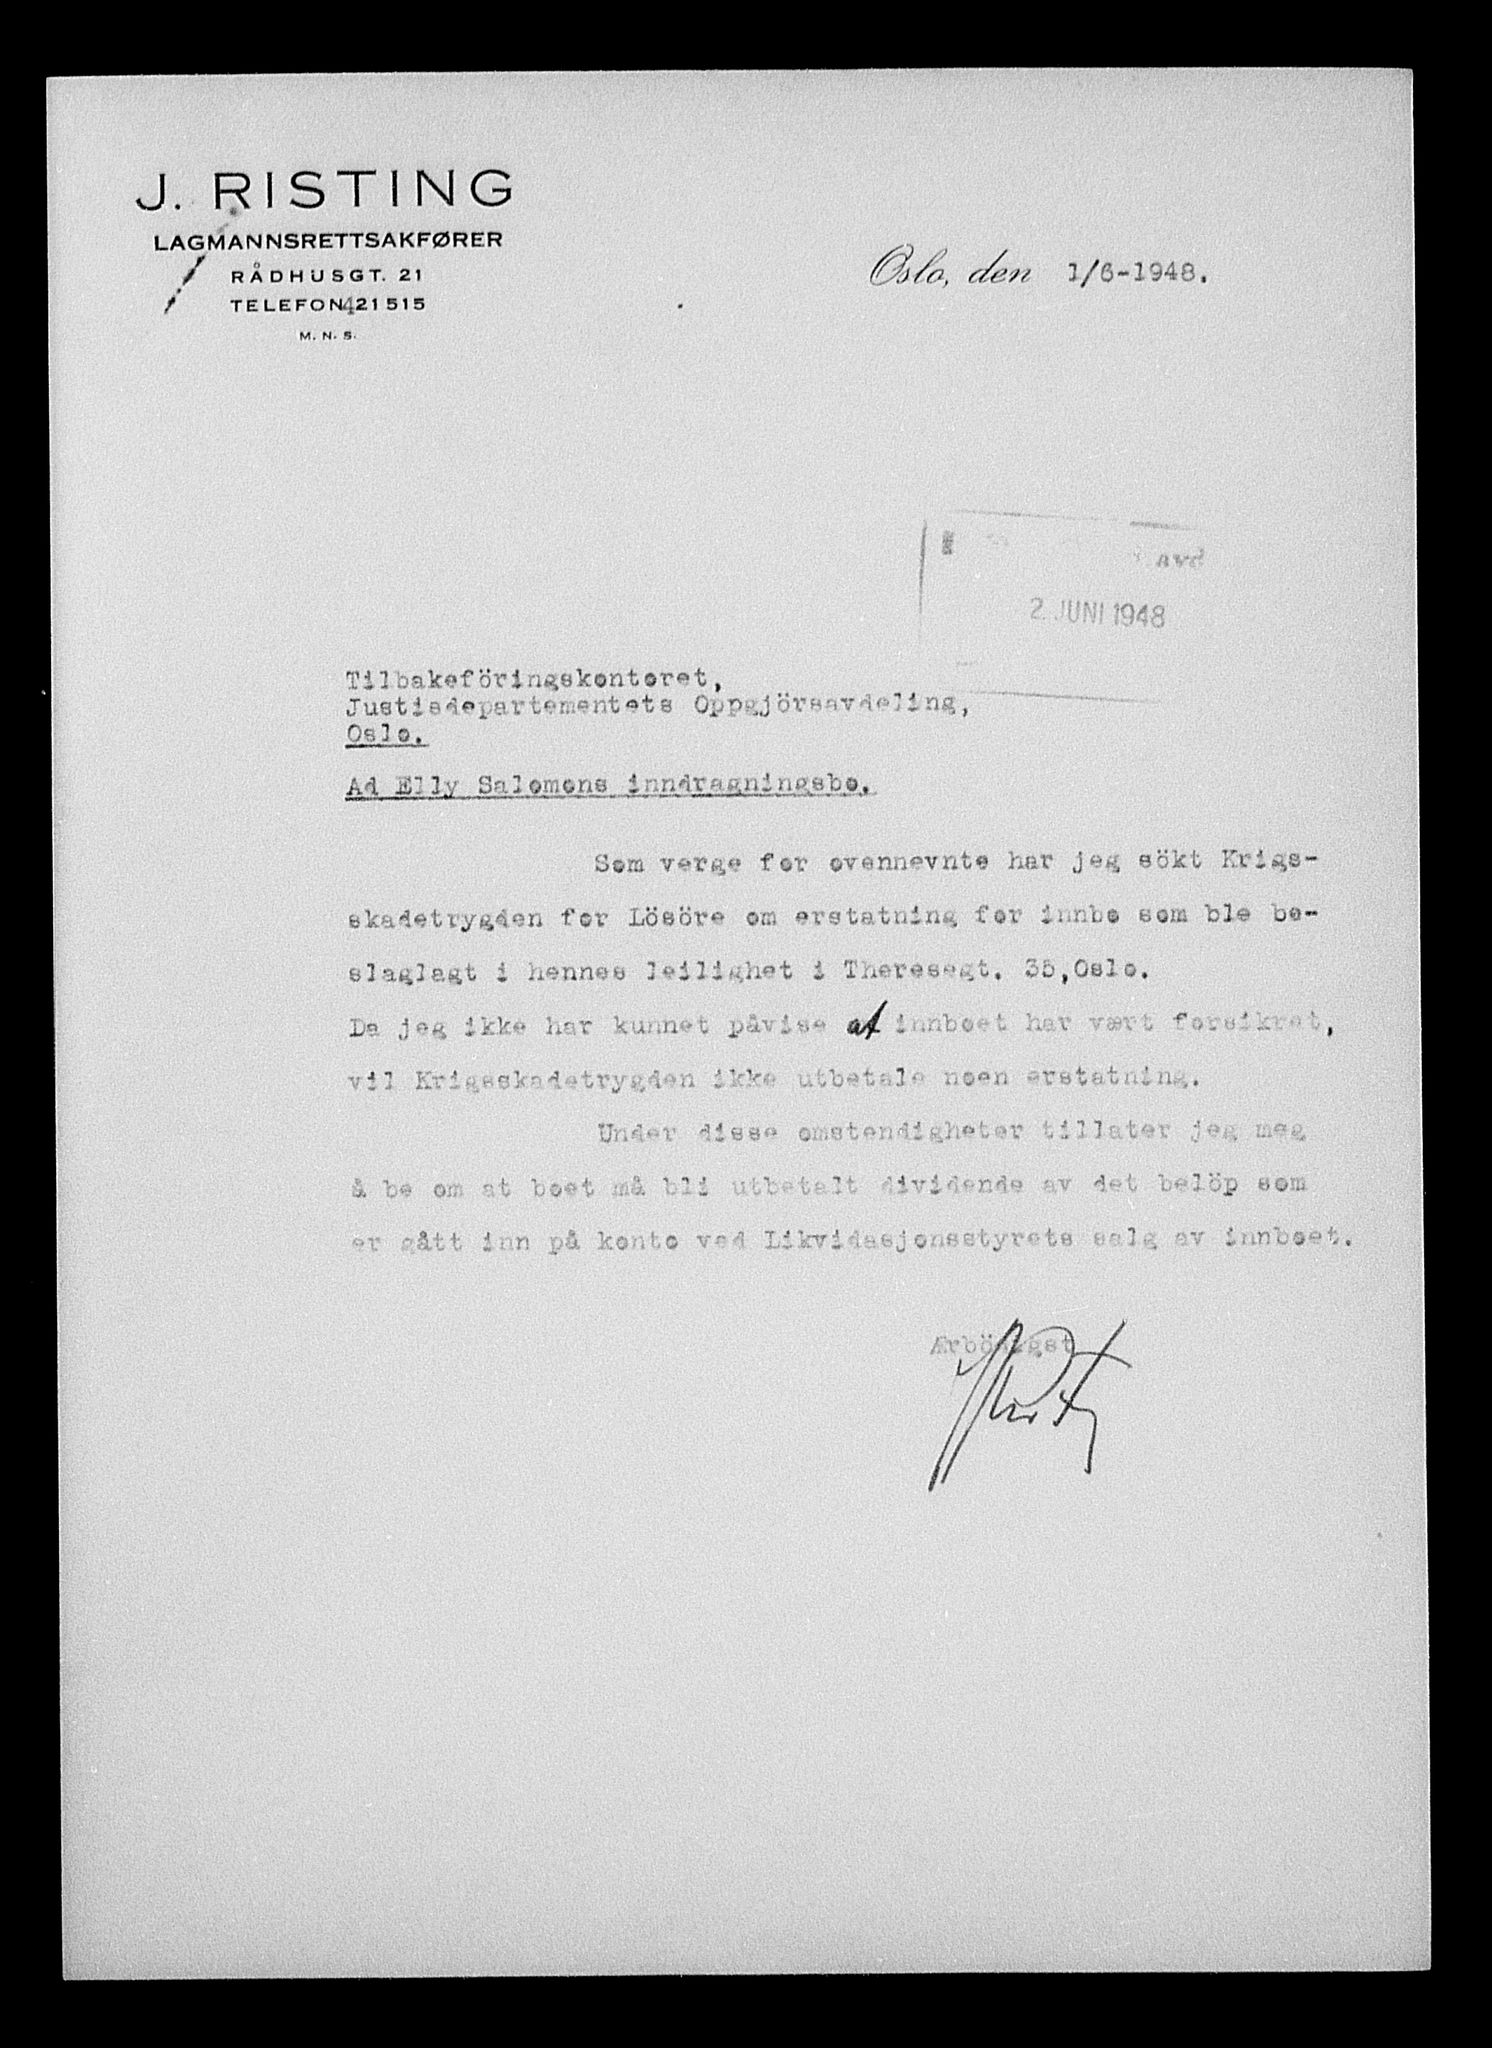 J. RISTING
LAGMANNSRETTSAKFØRER
RÅDHUSGT. 21
TELEFON 421515
M. N. S.
Oslo, den 1/6-1948.
avd
2. JUNI 1948
Tilbakeföringskontoret,
Justisdepartementets Oppgjörsavdeling,
Oslo.
Ad Elly Salomons inndragningsbo.
Som verge for ovennevnte har jeg sökt Krigs-
skadetrygden for Lösöre om erstatning for innbo som ble be-
slaglagt i hennes leilighet i Theresegt. 35, Oslo.
Da jeg ikke har kunnet påvise at innboet har vært forsikret,
vil Krigsskadetrygden ikke utbetale noen erstatning.
Under disse omstendigheter tillater jeg meg
å be om at boet må bli utbetalt dividende av det belöp som
er gått inn på konto ved Likvidasjonsstyrets salg av innboet.
Ærbödigst